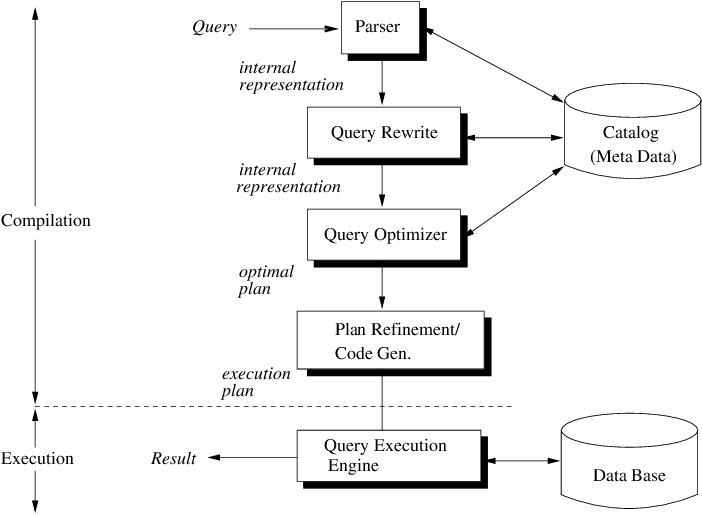 Query
Parser
internal
representation
Query Rewrite
Catalog
(Meta Data)
internal
representation
Compilation
Query Optimizer
optimal
plan
Plan Refinement/
Code Gen.
execution
plan
Execution
Result
Query Execution
Engine
Data Base